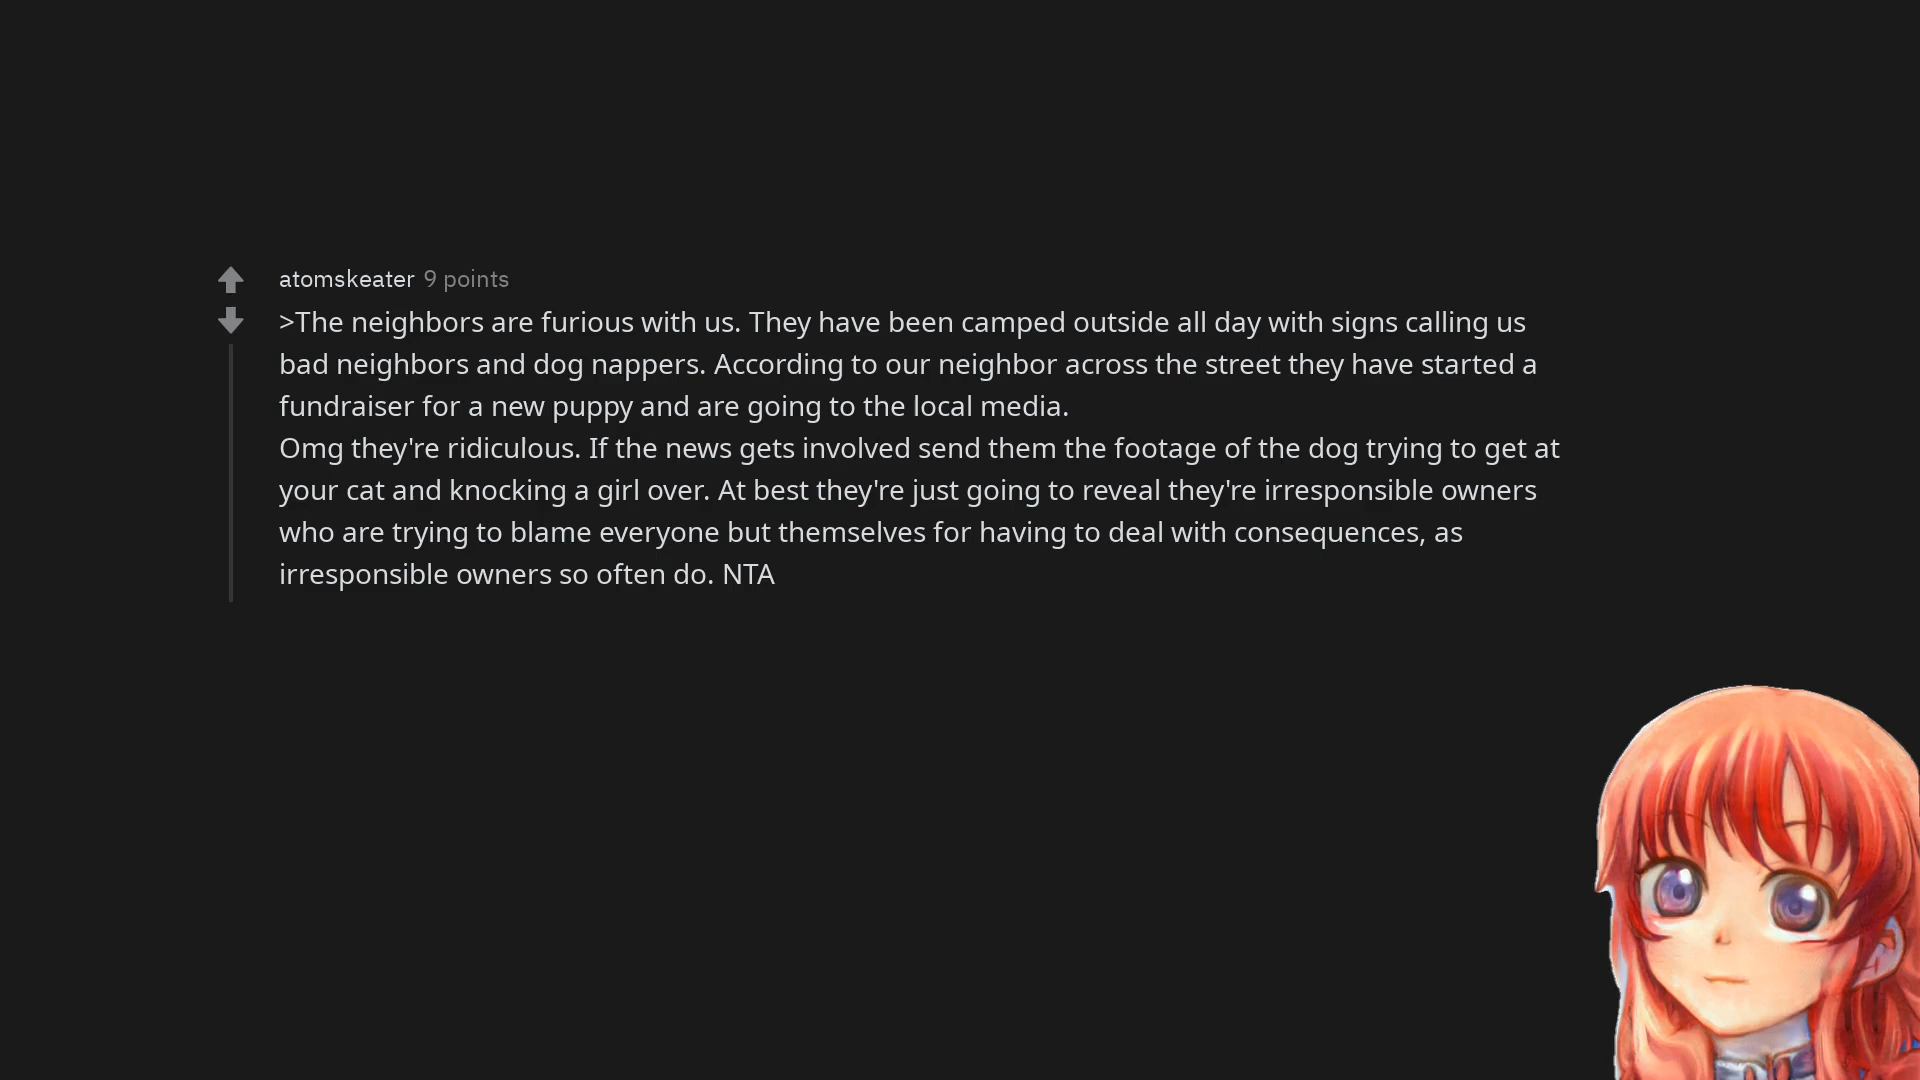 atomskeater 9 points
>The neighbors are furious with us. They have been camped outside all day with signs calling us
bad neighbors and dog nappers. According to our neighbor across the street they have started a
fundraiser for a new puppy and are going to the local media.
Omg they're ridiculous. If the news gets involved send them the footage of the dog trying to get at
your cat and knocking a girl over. At best they're just going to reveal they're irresponsible owners
who are trying to blame everyone but themselves for having to deal with consequences, as
irresponsible owners so often do. NTA